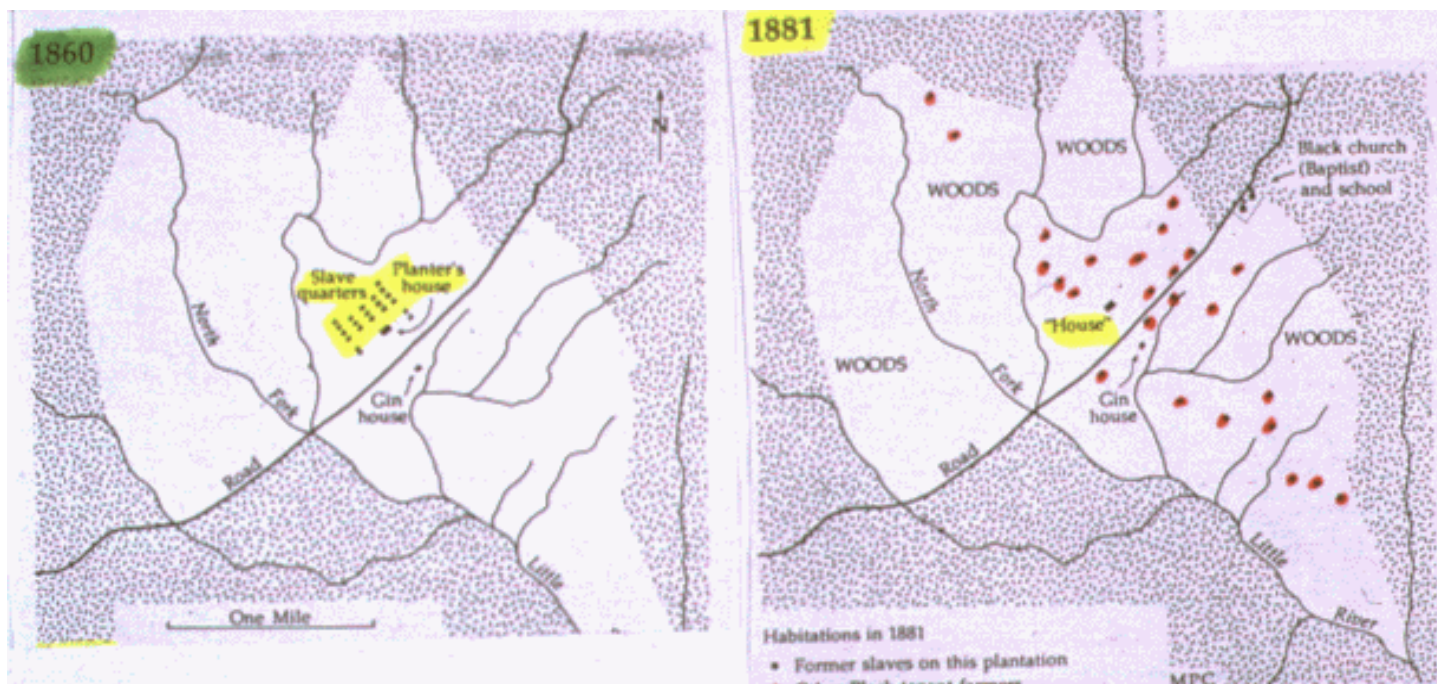 1860
N
Slave
quarters
Planter's
house
North
Fork
Gin
house
Road
Little
One Mile
1881
WOODS
Black church
(Baptist)
and school
WOODS
North
"House"
WOODS
WOODS
Fork
Gin
house
Road
Little
River
Habitations in 1881
• Former slaves on this plantation
MPC